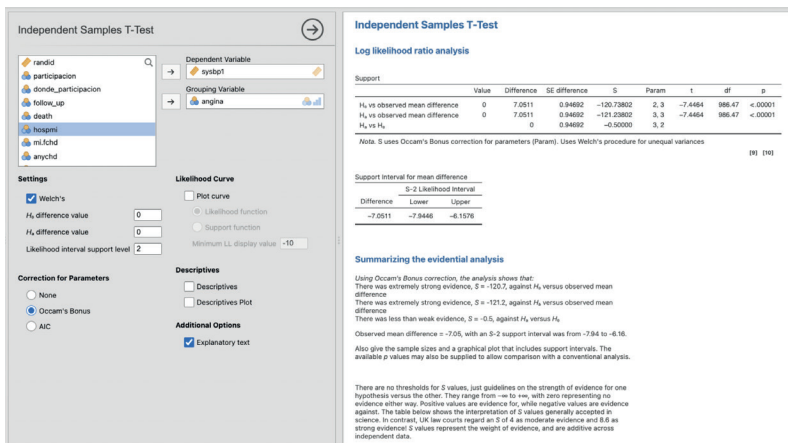 Independent Samples T-Test
randid
participacion
donde_participacion
follow_up
death
hospmi
mi.fchd
anychd
Dependent Variable
sysbp1
Grouping Variable
angina
Settings
Welch's
H₀ difference value 0
Hₐ difference value 0
Likelihood interval support level 2
Correction for Parameters
None
Occam's Bonus
AIC
Likelihood Curve
Plot curve
Likelihood function
Support function
Minimum LL display value -10
Descriptives
Descriptives
Descriptives Plot
Additional Options
Explanatory text
Independent Samples T-Test
Log likelihood ratio analysis
Support
Value Difference SE difference S Param t df p
H₀ vs observed mean difference 0 7.0511 0.94692 −120.73802 2, 3 −7.4464 986.47 <.00001
Hₐ vs observed mean difference 0 7.0511 0.94692 −121.23802 3, 3 −7.4464 986.47 <.00001
Hₐ vs H₀ 0 0.94692 −0.50000 3, 2
Nota. S uses Occam's Bonus correction for parameters (Param). Uses Welch's procedure for unequal variances
[9] [10]
Support Interval for mean difference
S-2 Likelihood Interval
Difference Lower Upper
−7.0511 −7.9446 −6.1576
Summarizing the evidential analysis
Using Occam's Bonus correction, the analysis shows that:
There was extremely strong evidence, S = -120.7, against H₀ versus observed mean
difference
There was extremely strong evidence, S = -121.2, against Hₐ versus observed mean
difference
There was less than weak evidence, S = -0.5, against Hₐ versus H₀
Observed mean difference = -7.05, with an S-2 support interval was from -7.94 to -6.16.
Also give the sample sizes and a graphical plot that includes support intervals. The
available p values may also be supplied to allow comparison with a conventional analysis.
There are no thresholds for S values, just guidelines on the strength of evidence for one
hypothesis versus the other. They range from −∞ to +∞, with zero representing no
evidence either way. Positive values are evidence for, while negative values are evidence
against. The table below shows the interpretation of S values generally accepted in
science. In contrast, UK law courts regard an S of 4 as moderate evidence and 8.6 as
strong evidence! S values represent the weight of evidence, and are additive across
independent data.